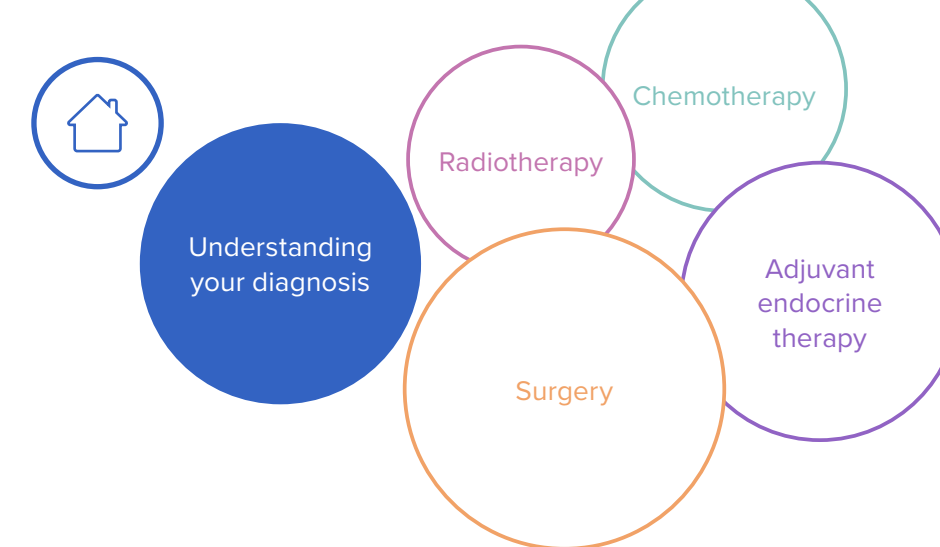 Chemotherapy
Radiotherapy
Understanding
your diagnosis
Adjuvant
endocrine
therapy
Surgery